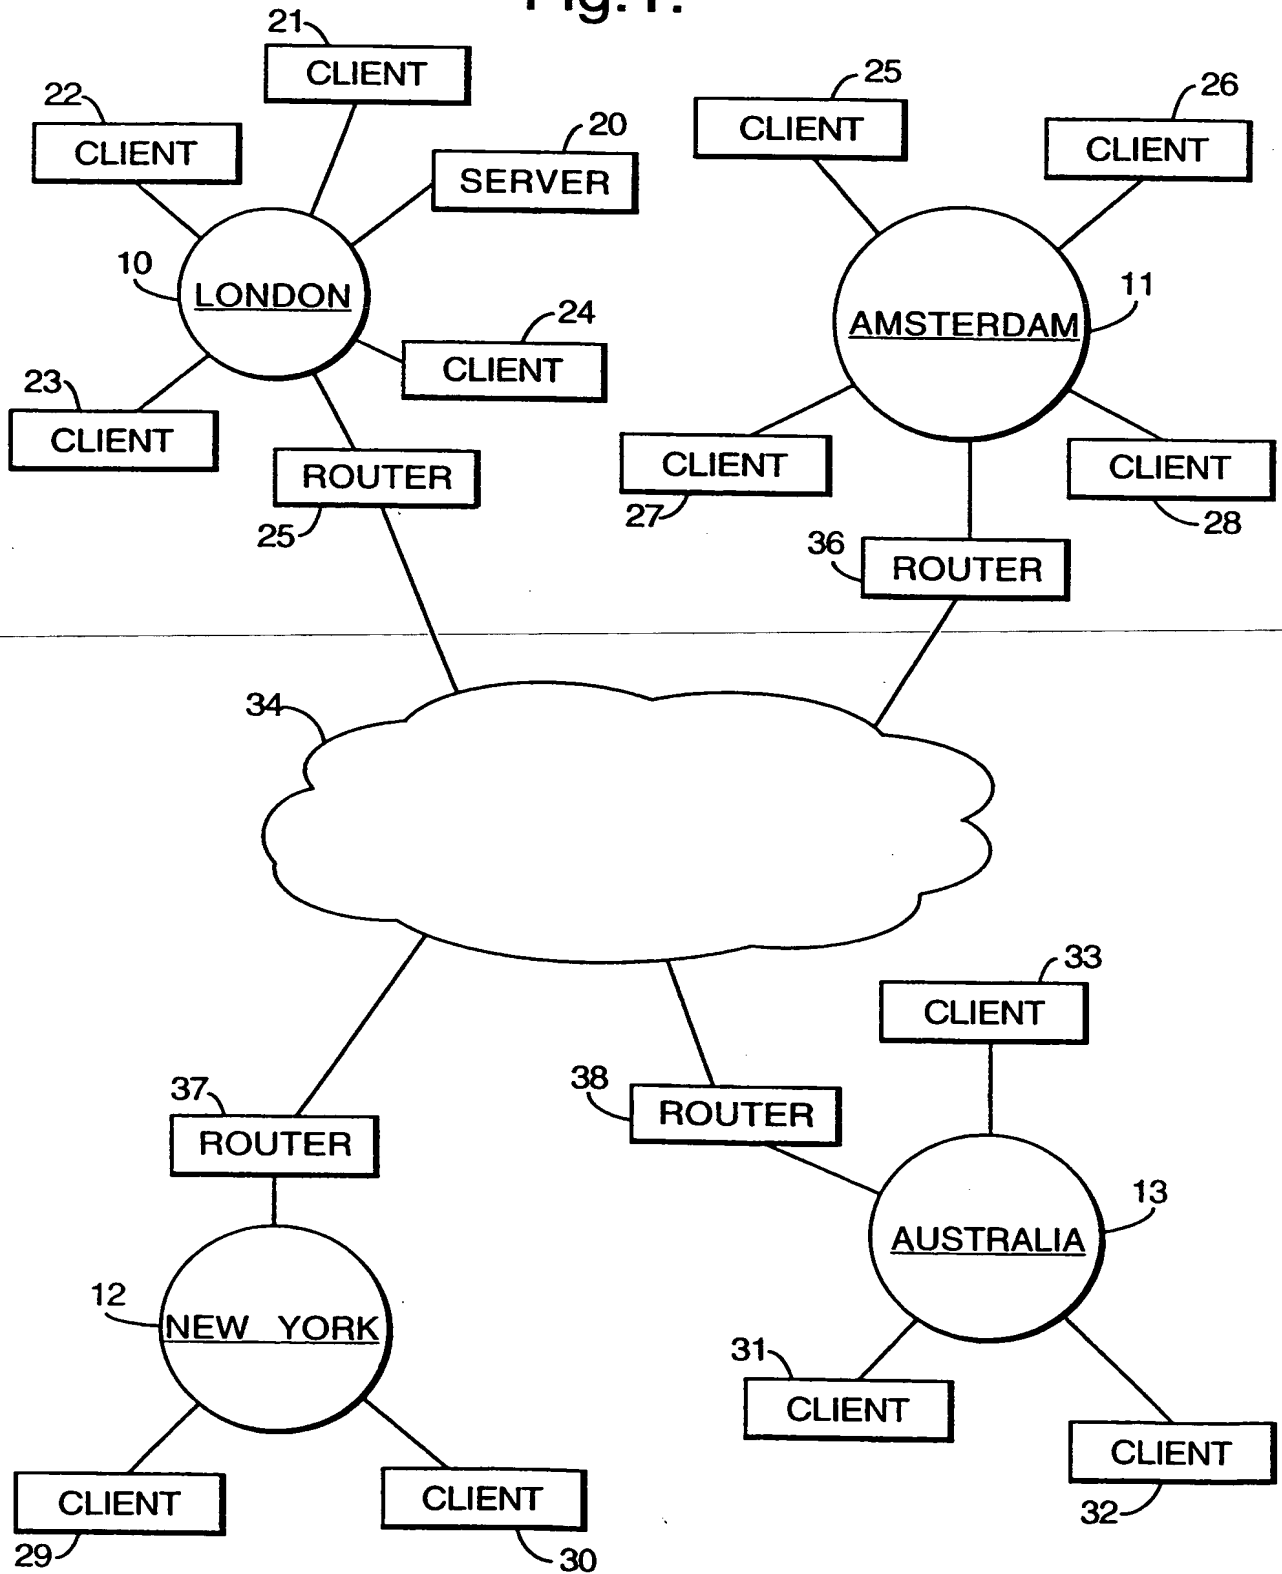 Fig.1.
21
CLIENT
22
CLIENT
20
SERVER
10
LONDON
24
CLIENT
23
CLIENT
ROUTER
25
25
CLIENT
26
CLIENT
11
AMSTERDAM
CLIENT
27
CLIENT
28
36
ROUTER
34
33
CLIENT
37
ROUTER
38
ROUTER
13
AUSTRALIA
12
NEW YORK
31
CLIENT
CLIENT
32
CLIENT
29
CLIENT
30